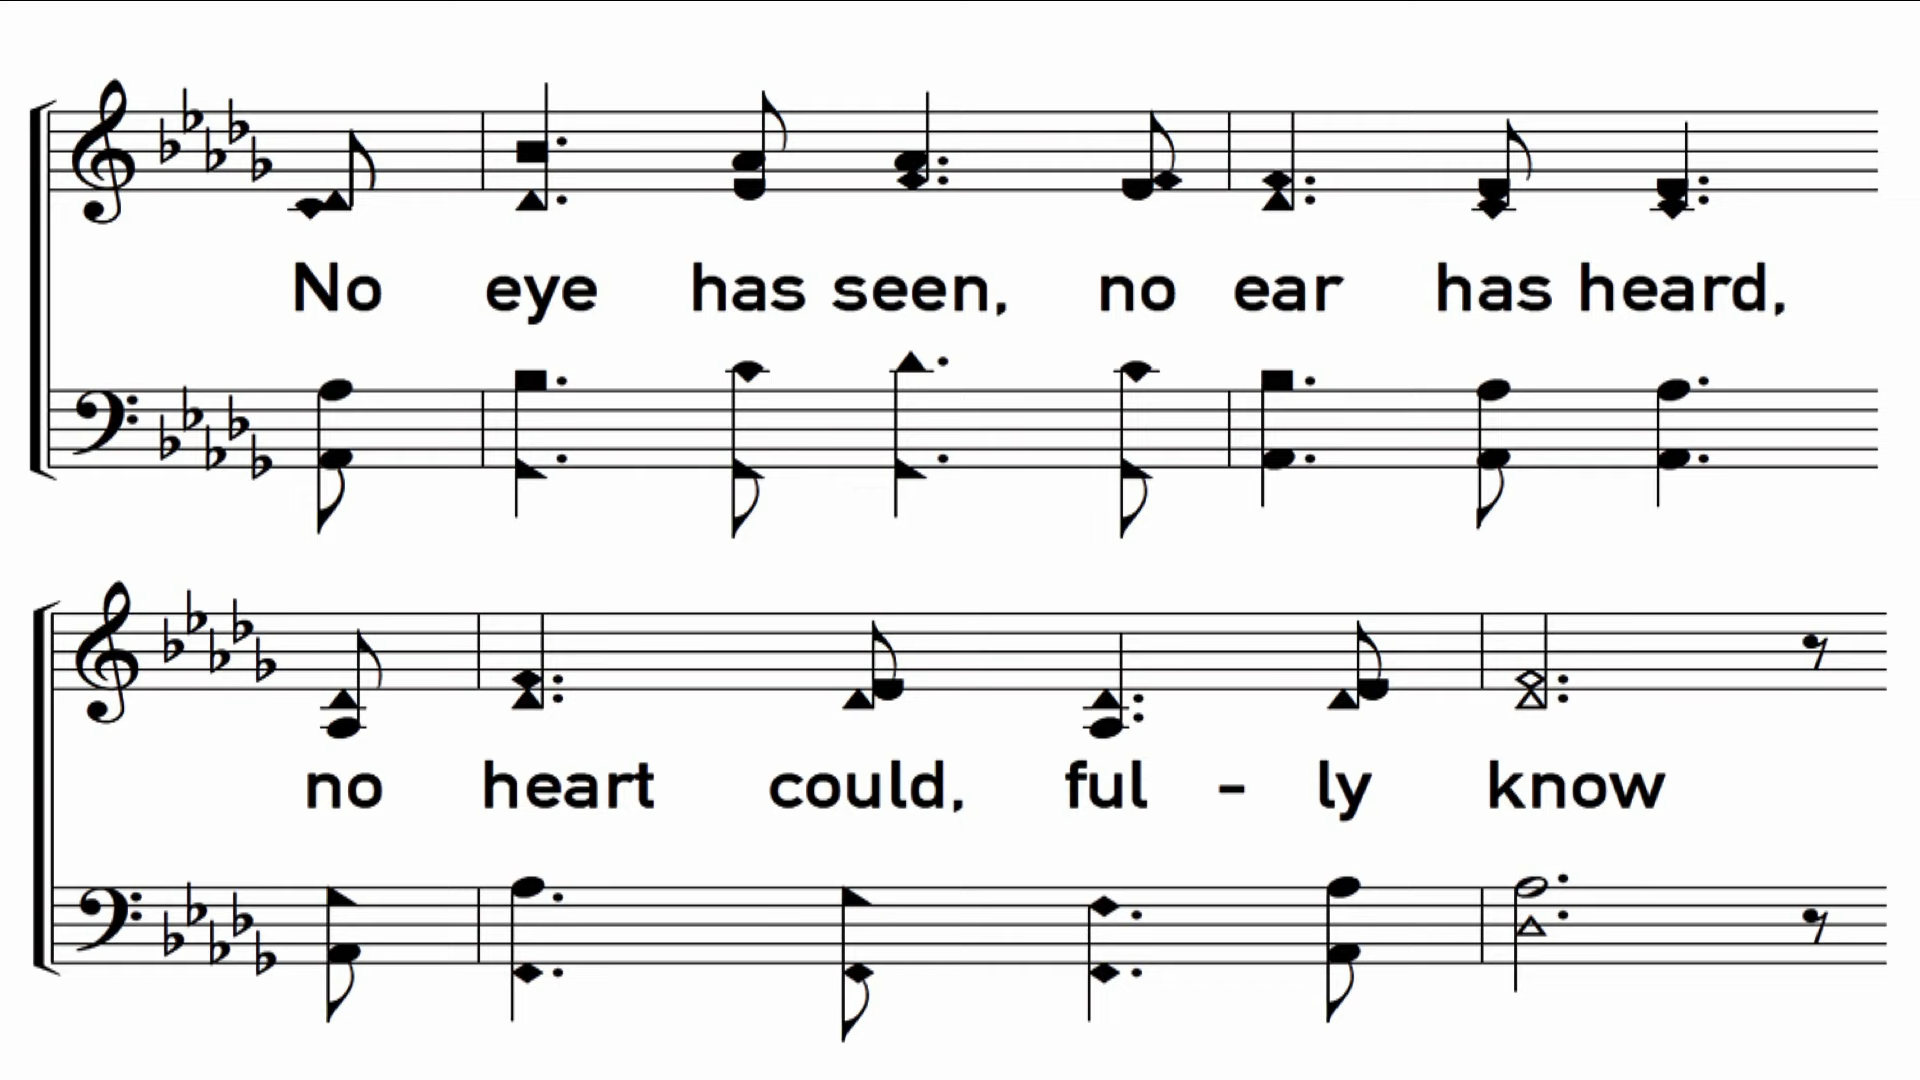 No eye has seen, no ear has heard,
no heart could, ful - ly know